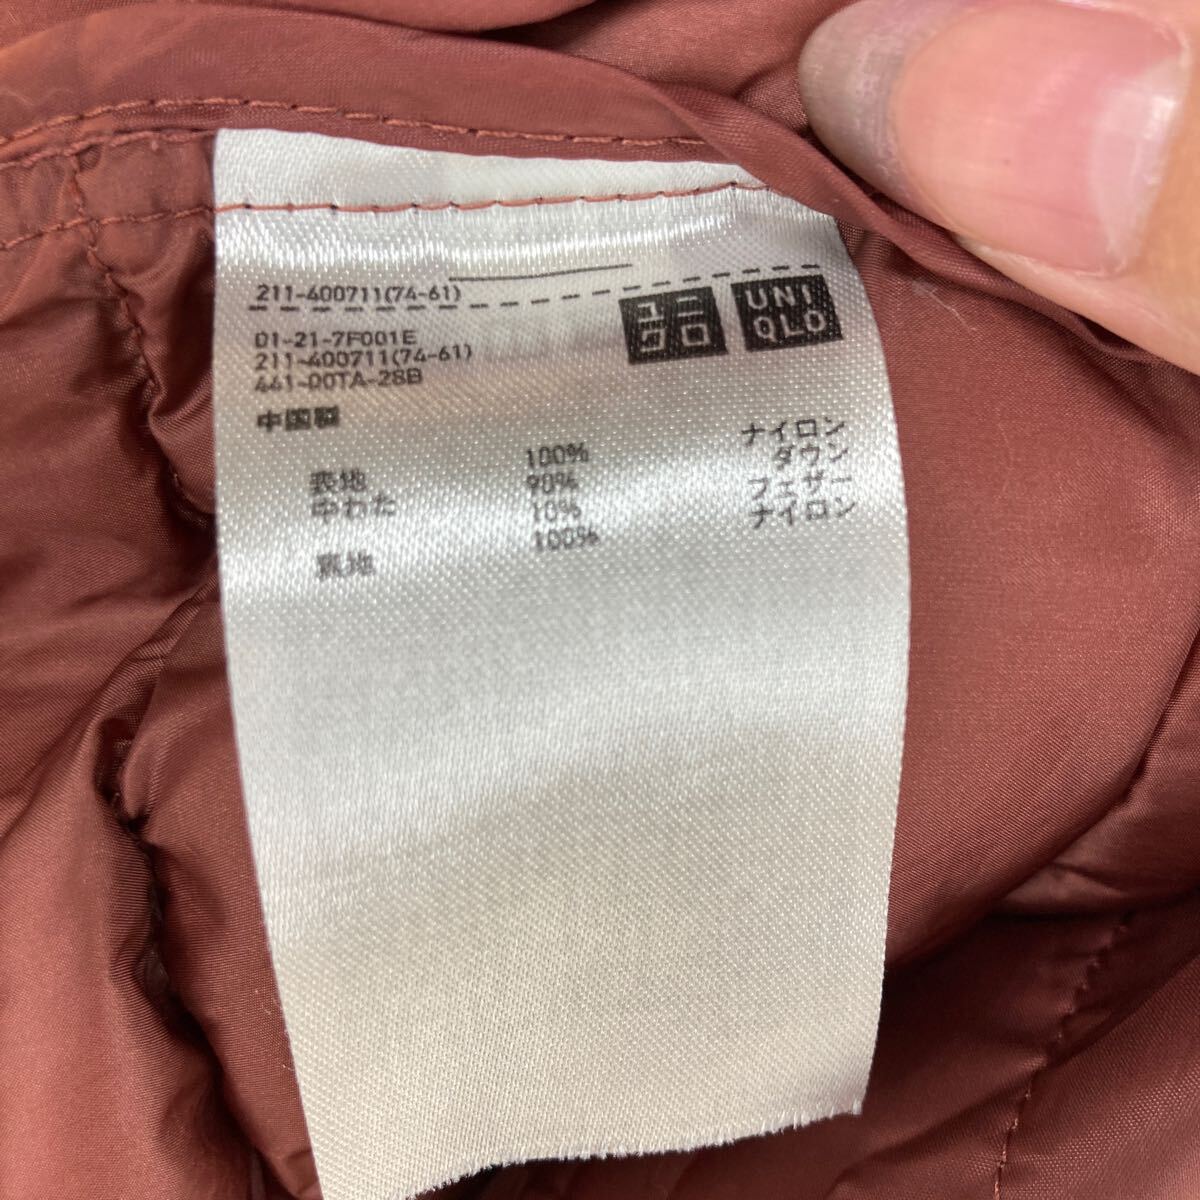 211-400711(74-61)
ユニ
クロ
UNI
QLO
01-21-7F001E
211-400711(74-61)
441-00TA-28B
中国製
表地 100% ナイロン
中わた 90% ダウン
10% フェザー
裏地 100% ナイロン